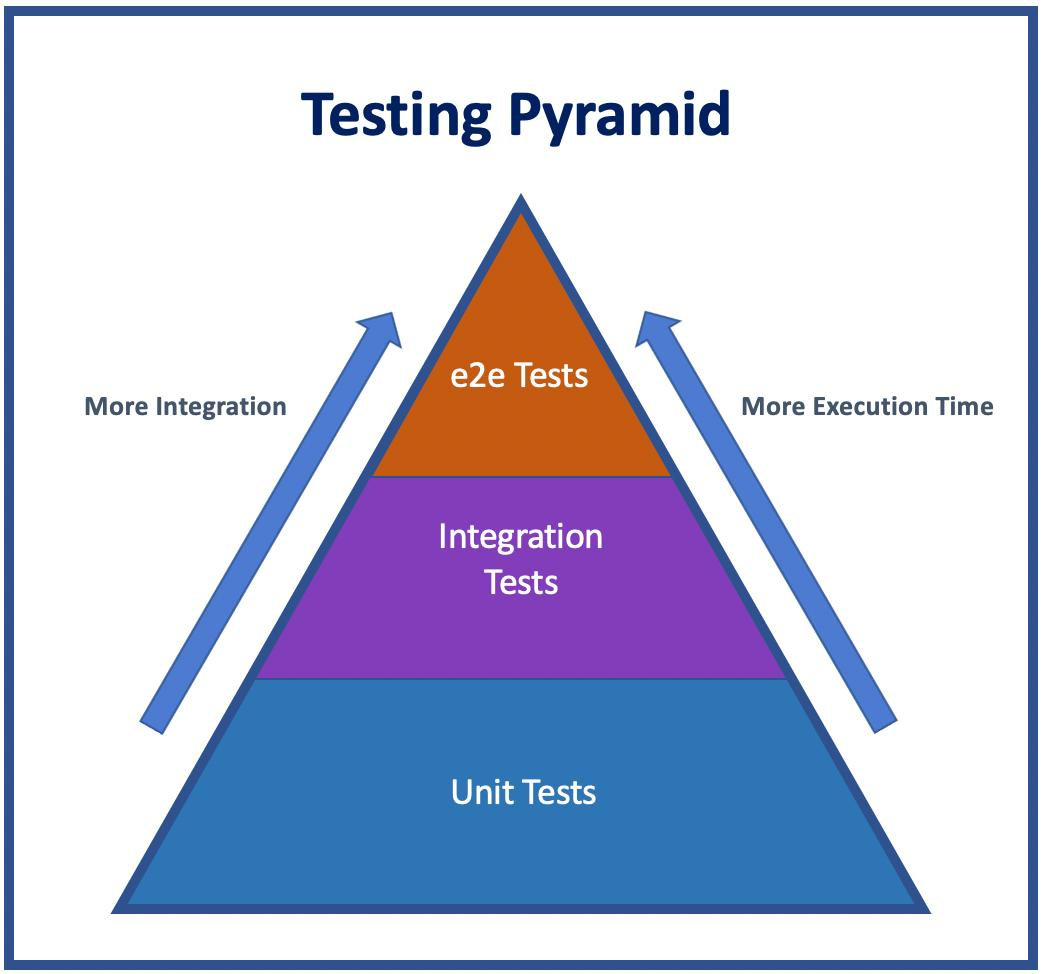 Testing Pyramid
e2e Tests
More Integration
More Execution Time
Integration
Tests
Unit Tests